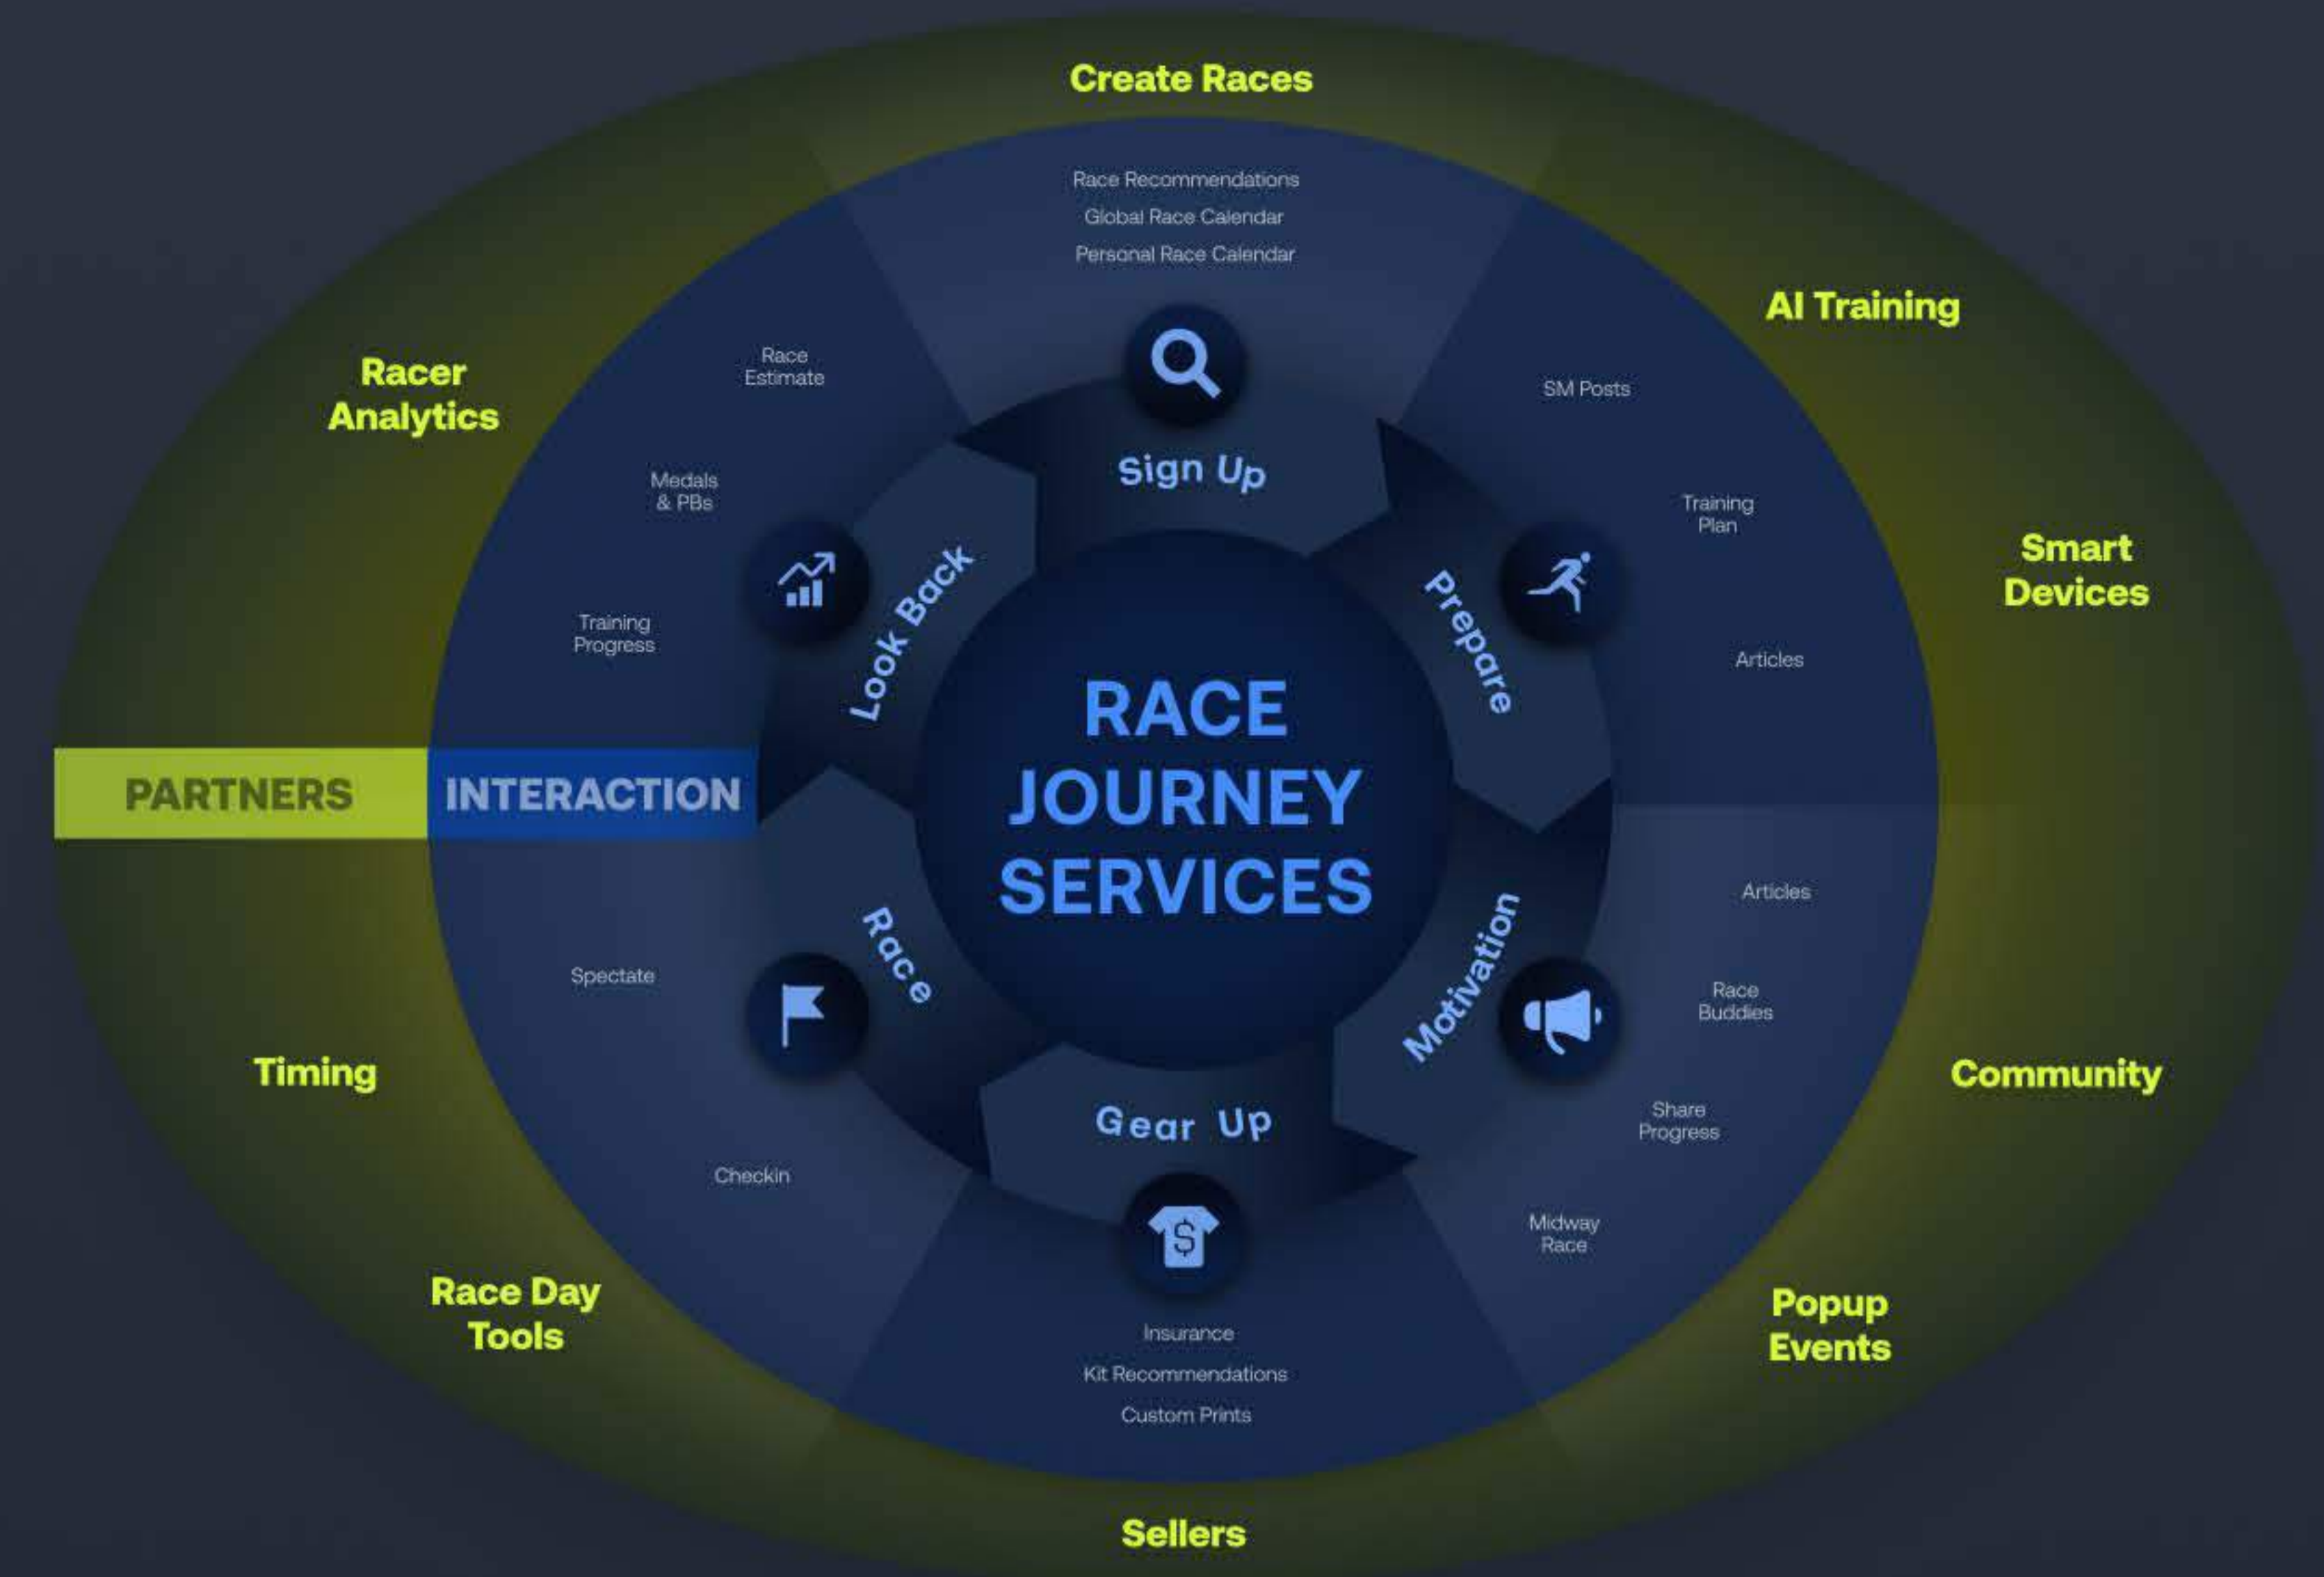 Create Races
Race Recommendations
Global Race Calendar
Personal Race Calendar
Sign Up
AI Training
Smart
Devices
SM Posts
Training
Plan
Articles
Prepare
Articles
Race
Buddies
Share
Progress
Midway
Race
Motivation
Community
Popup
Events
Gear Up
Insurance
Kit Recommendations
Custom Prints
Sellers
Race
Spectate
Checkin
Timing
Race Day
Tools
Look Back
Race
Estimate
Medals
& PBs
Training
Progress
Racer
Analytics
PARTNERS
INTERACTION
RACE
JOURNEY
SERVICES
$